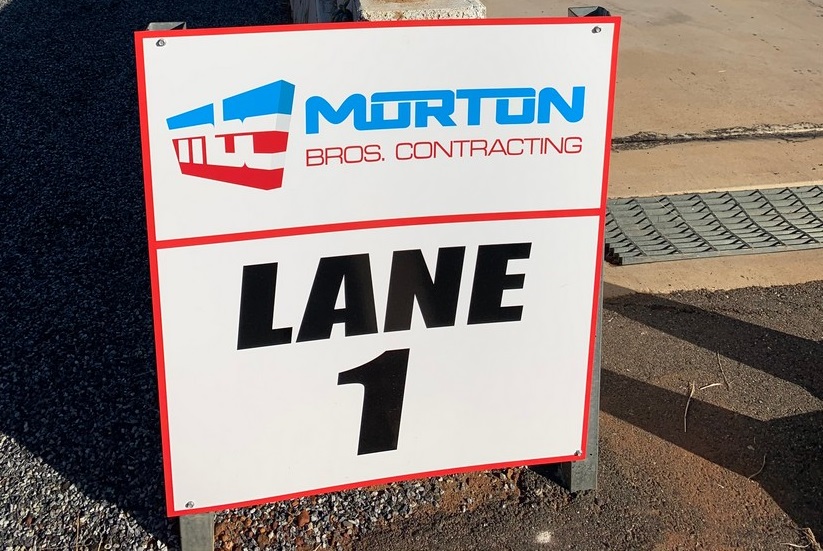 MORTON
BROS. CONTRACTING
LANE
1